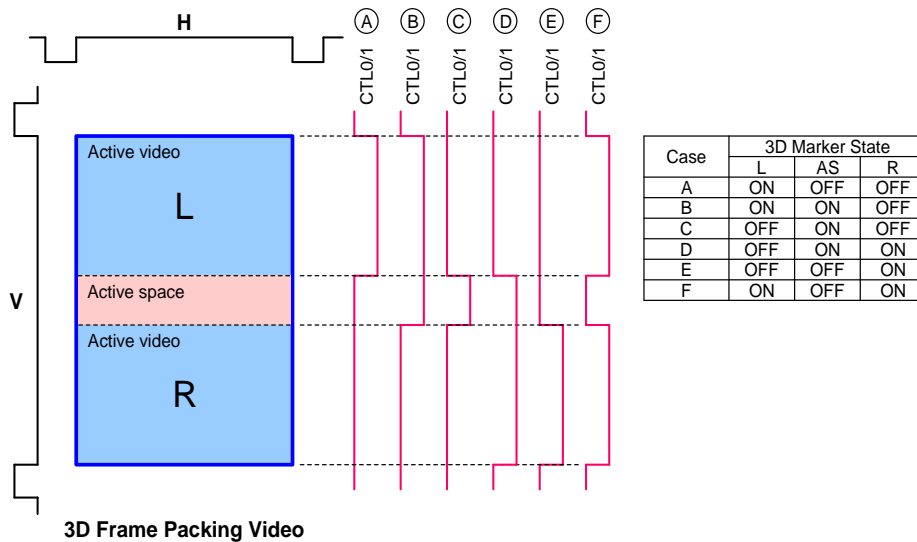 H
A B C D E F
CTL0/1 CTL0/1 CTL0/1 CTL0/1 CTL0/1 CTL0/1
V
Active video
L
Active space
Active video
R
Case 3D Marker State
L AS R
A ON OFF OFF
B ON ON OFF
C OFF ON OFF
D OFF ON ON
E OFF OFF ON
F ON OFF ON
3D Frame Packing Video